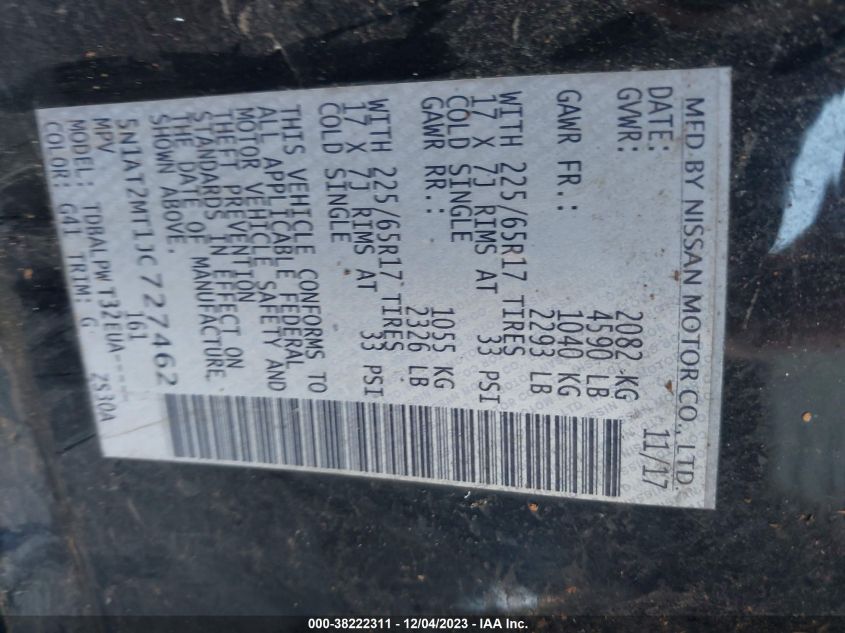 MFD BY NISSAN MOTOR CO., LTD
DATE: 11/17
GVWR: 2082 KG
4590 LB
GAWR FR.: 1040 KG
2293 LB
WITH 225/65R17 TIRES
17 X 7J RIMS AT 33 PSI
COLD SINGLE
GAWR RR.: 1055 KG
2326 LB
WITH 225/65R17 TIRES
17 X 7J RIMS AT 33 PSI
COLD SINGLE
THIS VEHICLE CONFORMS TO
ALL APPLICABLE FEDERAL
MOTOR VEHICLE SAFETY AND
THEFT PREVENTION
STANDARDS IN EFFECT ON
THE DATE OF MANUFACTURE
SHOWN ABOVE.
5N1AT2MT1JC727462
MPV 161
MODEL: TDBALPW T32EUA-----
COLOR: G41 TRIM: G ZS30A
000-38222311 - 12/04/2023 - IAA Inc.